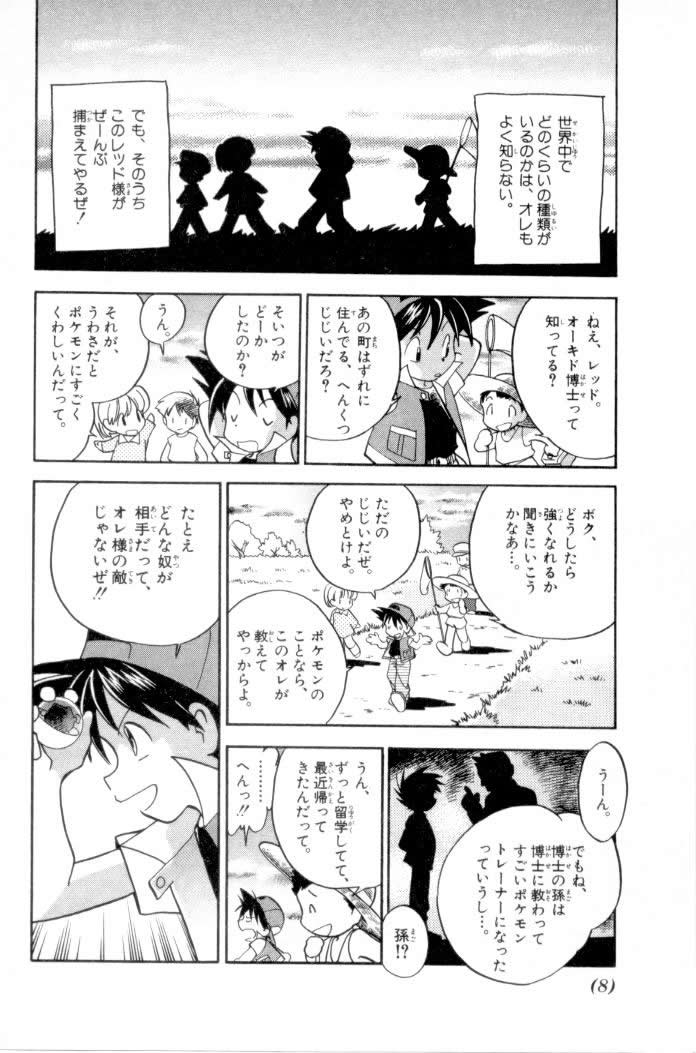 世界中で
どのくらいの種類が
いるのかは、オレも
よく知らない。
でも、そのうち
このレッド様が
ぜーんぶ
捕まえてやるぜ!
ねえ、レッド。
オーキド博士って
知ってる?
あの町はずれに
住んでる、へんくつ
じじいだろ?
そいつが
どーか
したのか?
うん。
それが、
うわさだと
ポケモンにすごく
くわしいんだって。
ボク、
どうしたら
強くなれるか
聞きにいこう
かなあ…。
ただの
じじいだぜ。
やめとけよ。
ポケモンの
ことなら、
このオレが
教えて
やっからよ。
たとえ
どんな奴が
相手だって、
オレ様の敵
じゃないぜ!!
うーん。
でもね、
博士の孫は
博士に教わって
すごいポケモン
トレーナーになった
っていうし…。
孫!?
うん、
ずっと留学してて、
最近帰って
きたんだって。
…………
へんっ!!
(8)